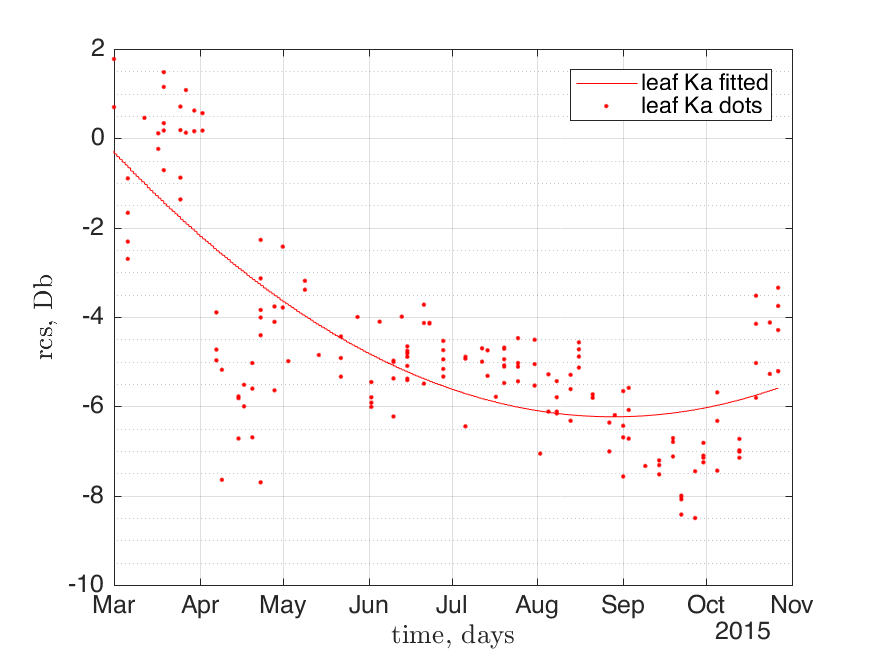 2
0
-2
-4
-6
-8
-10
rcs, Db
leaf Ka fitted
leaf Ka dots
Mar Apr May Jun Jul Aug Sep Oct Nov
2015
time, days